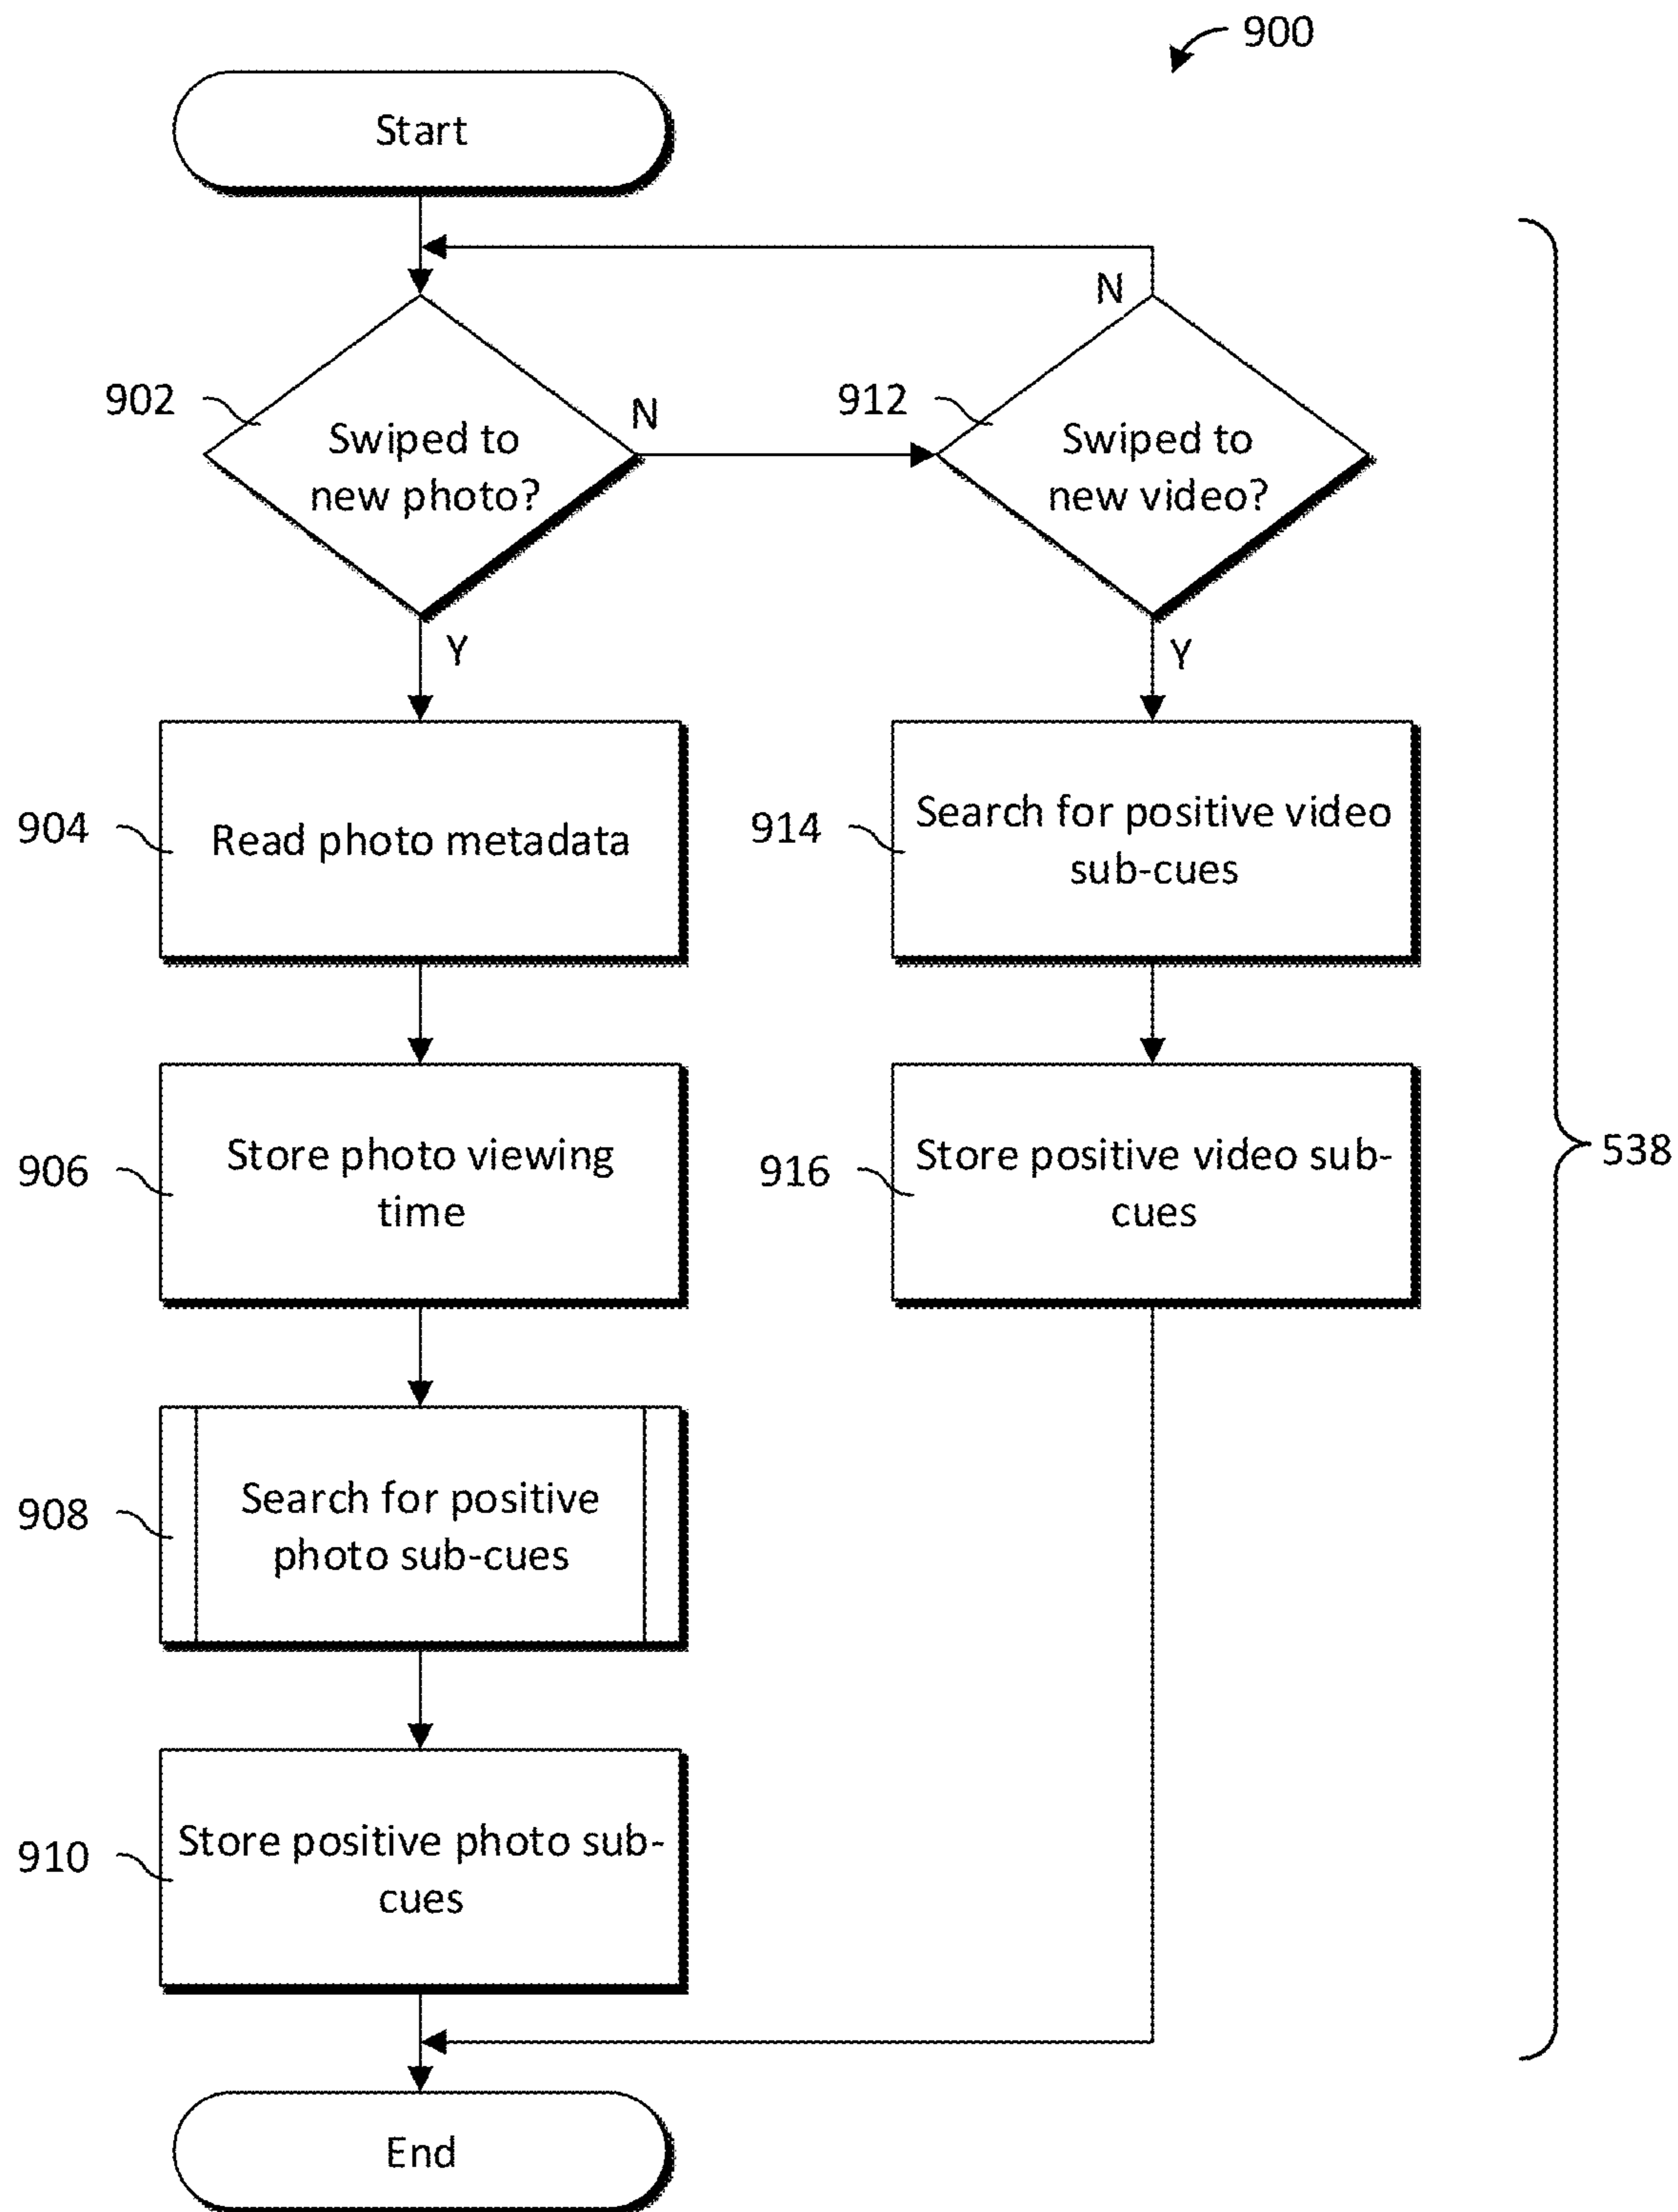 900
Start
N
902
Swiped to
new photo?
N
912
Swiped to
new video?
Y
Y
904
Read photo metadata
914
Search for positive video
sub-cues
906
Store photo viewing
time
916
Store positive video sub-
cues
538
908
Search for positive
photo sub-cues
910
Store positive photo sub-
cues
End